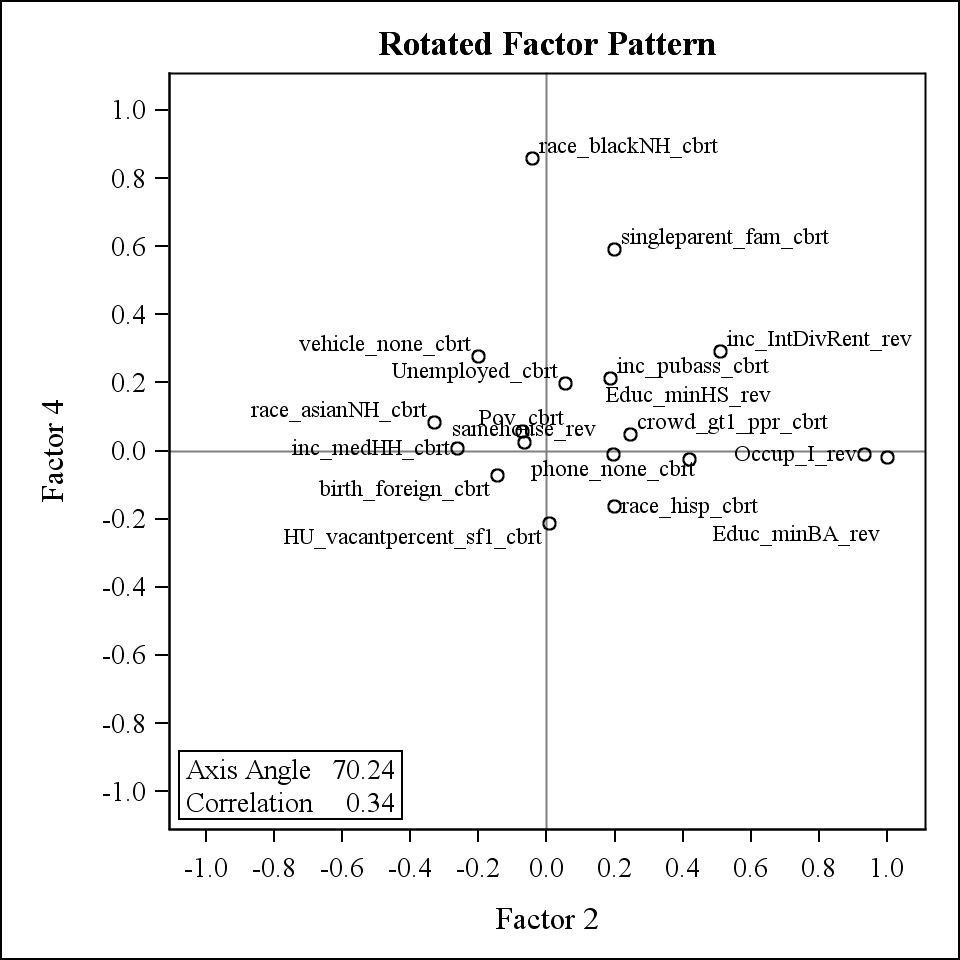 Rotated Factor Pattern
1.0
race_blackNH_cbrt
0.8
singleparent_fam_cbrt
0.6
0.4
vehicle_none_cbrt
inc_IntDivRent_rev
Unemployed_cbrt
inc_pubass_cbrt
0.2
Educ_minHS_rev
race_asianNH_cbrt
Pov_cbrt
crowd_gt1_ppr_cbrt
samehouse_rev
inc_medHH_cbrt
0.0
Occup_I_rev
phone_none_cbrt
birth_foreign_cbrt
race_hisp_cbrt
-0.2
HU_vacantpercent_sf1_cbrt
Educ_minBA_rev
-0.4
-0.6
-0.8
-1.0
Factor 4
Axis Angle 70.24
Correlation 0.34
-1.0 -0.8 -0.6 -0.4 -0.2 0.0 0.2 0.4 0.6 0.8 1.0
Factor 2